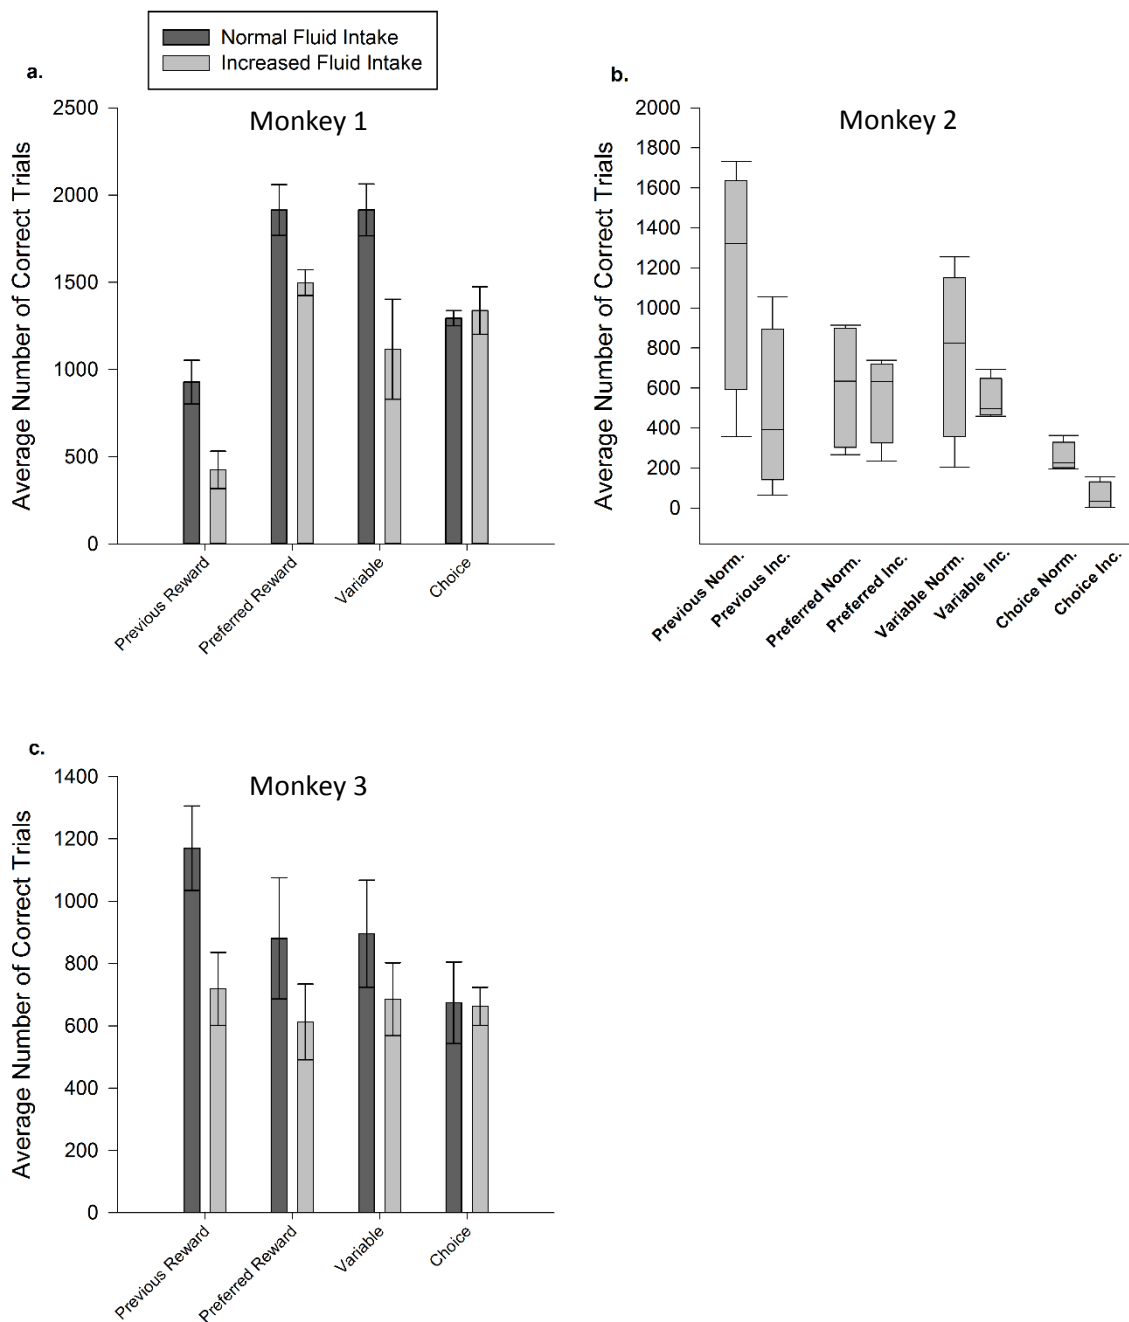 Normal Fluid Intake
Increased Fluid Intake
a.
Monkey 1
Average Number of Correct Trials
2500
2000
1500
1000
500
0
Previous Reward
Preferred Reward
Variable
Choice
b.
Monkey 2
Average Number of Correct Trials
2000
1800
1600
1400
1200
1000
800
600
400
200
0
Previous Norm.
Previous Inc.
Preferred Norm.
Preferred Inc.
Variable Norm.
Variable Inc.
Choice Norm.
Choice Inc.
c.
Monkey 3
Average Number of Correct Trials
1400
1200
1000
800
600
400
200
0
Previous Reward
Preferred Reward
Variable
Choice